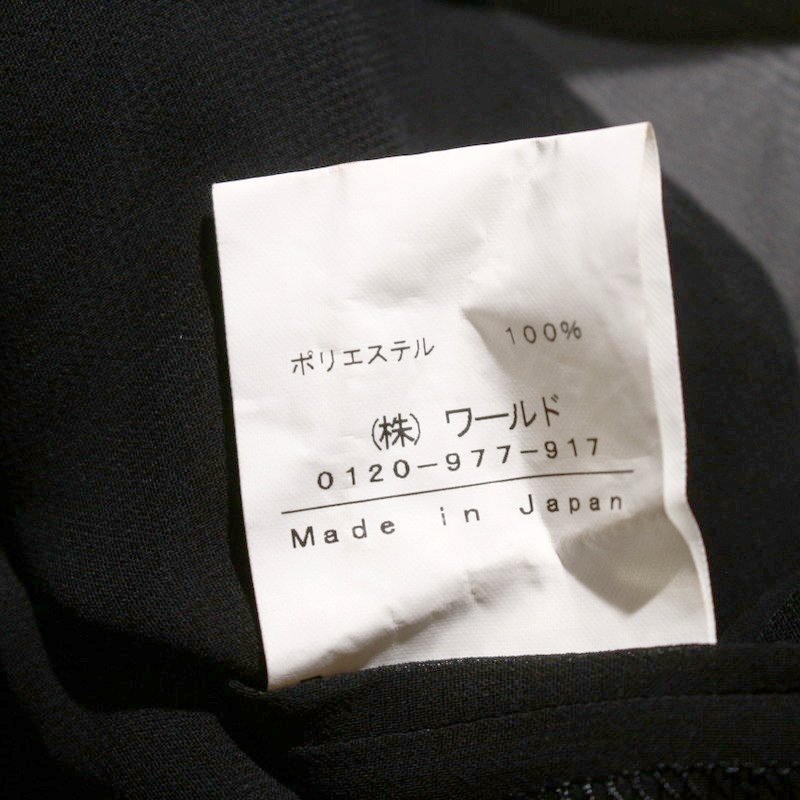 ポリエステル 100%
(株) ワールド
0120-977-917
Made in Japan